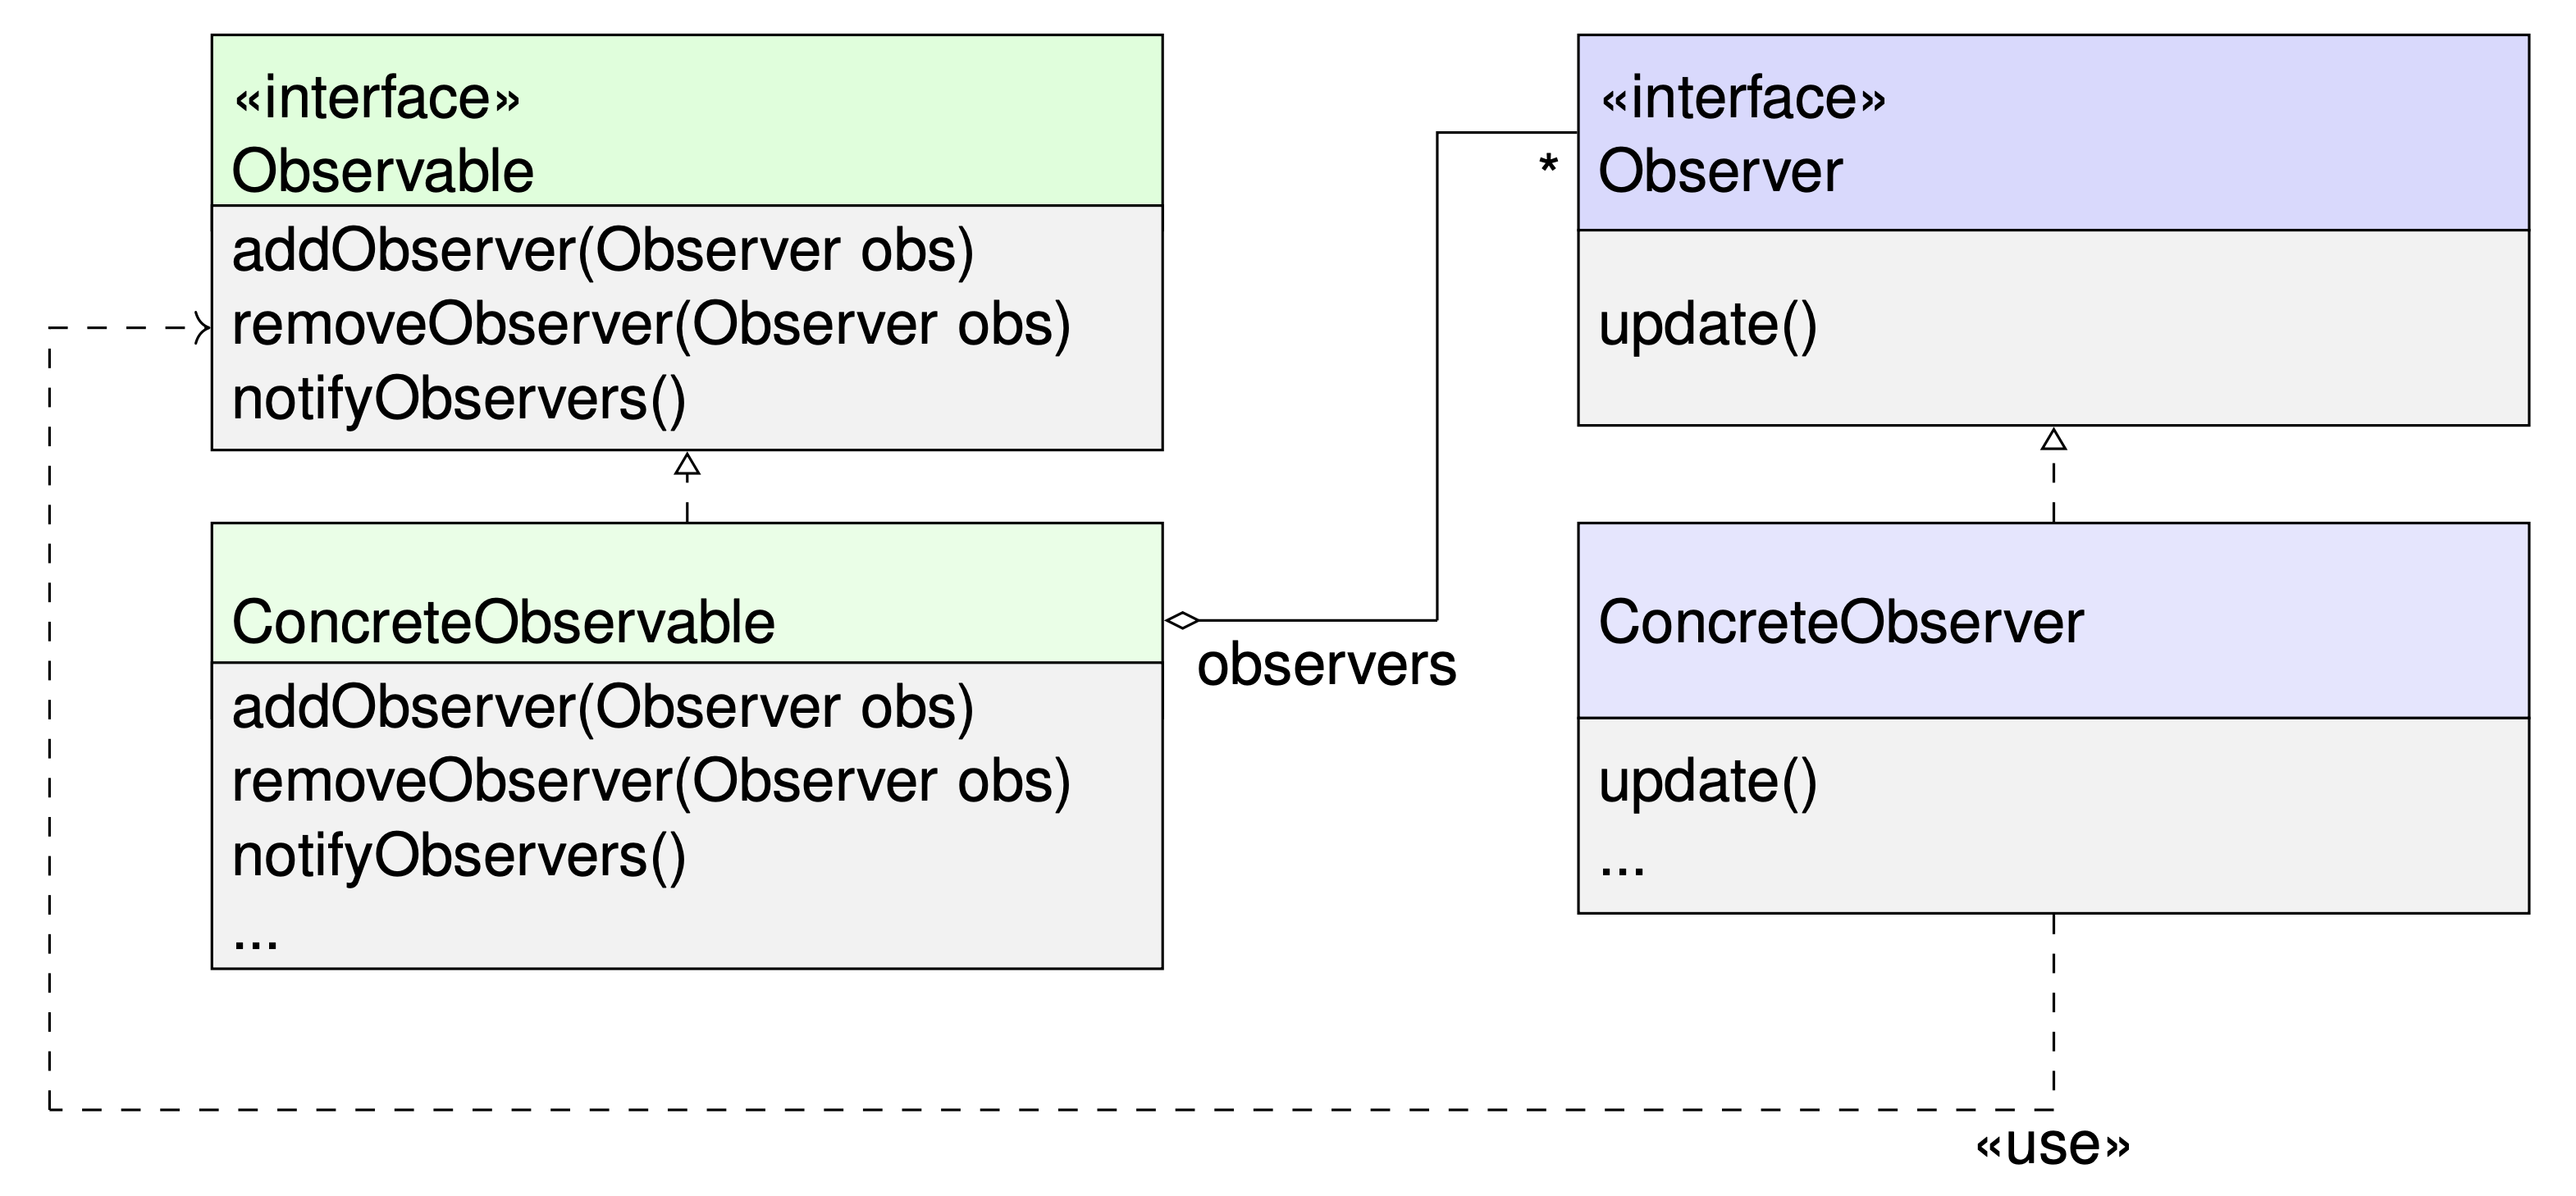 «interface»
Observable
addObserver(Observer obs)
removeObserver(Observer obs)
notifyObservers()
«interface»
Observer
update()
*
ConcreteObservable
addObserver(Observer obs)
removeObserver(Observer obs)
notifyObservers()
...
observers
ConcreteObserver
update()
...
«use»